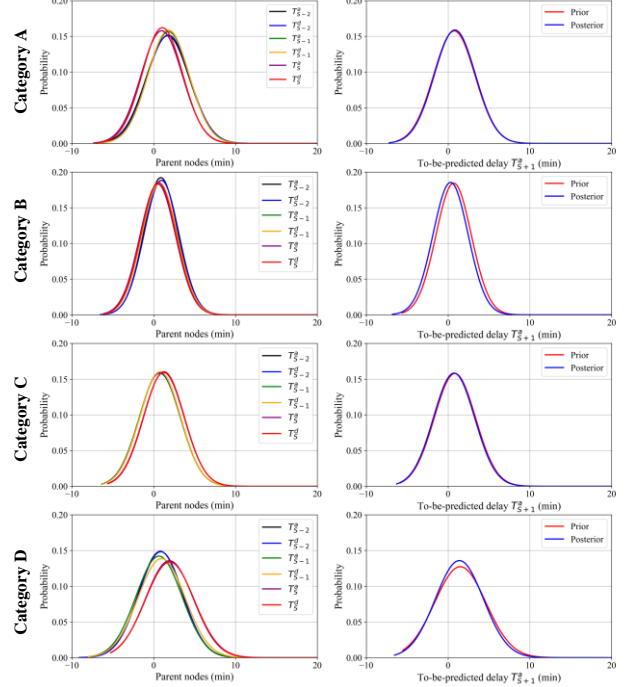 Category A
Probability
0.20
0.15
0.10
0.05
0.00
−10 0 10 20
Parent nodes (min)
T^a_{S−2}
T^d_{S−2}
T^a_{S−1}
T^d_{S−1}
T^a_S
T^d_S
Probability
0.20
0.15
0.10
0.05
0.00
−10 0 10 20
To-be-predicted delay T^a_{S+1} (min)
Prior
Posterior
Category B
Probability
0.20
0.15
0.10
0.05
0.00
−10 0 10 20
Parent nodes (min)
T^a_{S−2}
T^d_{S−2}
T^a_{S−1}
T^d_{S−1}
T^a_S
T^d_S
Probability
0.20
0.15
0.10
0.05
0.00
−10 0 10 20
To-be-predicted delay T^a_{S+1} (min)
Prior
Posterior
Category C
Probability
0.20
0.15
0.10
0.05
0.00
−10 0 10 20
Parent nodes (min)
T^a_{S−2}
T^d_{S−2}
T^a_{S−1}
T^d_{S−1}
T^a_S
T^d_S
Probability
0.20
0.15
0.10
0.05
0.00
−10 0 10 20
To-be-predicted delay T^a_{S+1} (min)
Prior
Posterior
Category D
Probability
0.20
0.15
0.10
0.05
0.00
−10 0 10 20
Parent nodes (min)
T^a_{S−2}
T^d_{S−2}
T^a_{S−1}
T^d_{S−1}
T^a_S
T^d_S
Probability
0.20
0.15
0.10
0.05
0.00
−10 0 10 20
To-be-predicted delay T^a_{S+1} (min)
Prior
Posterior